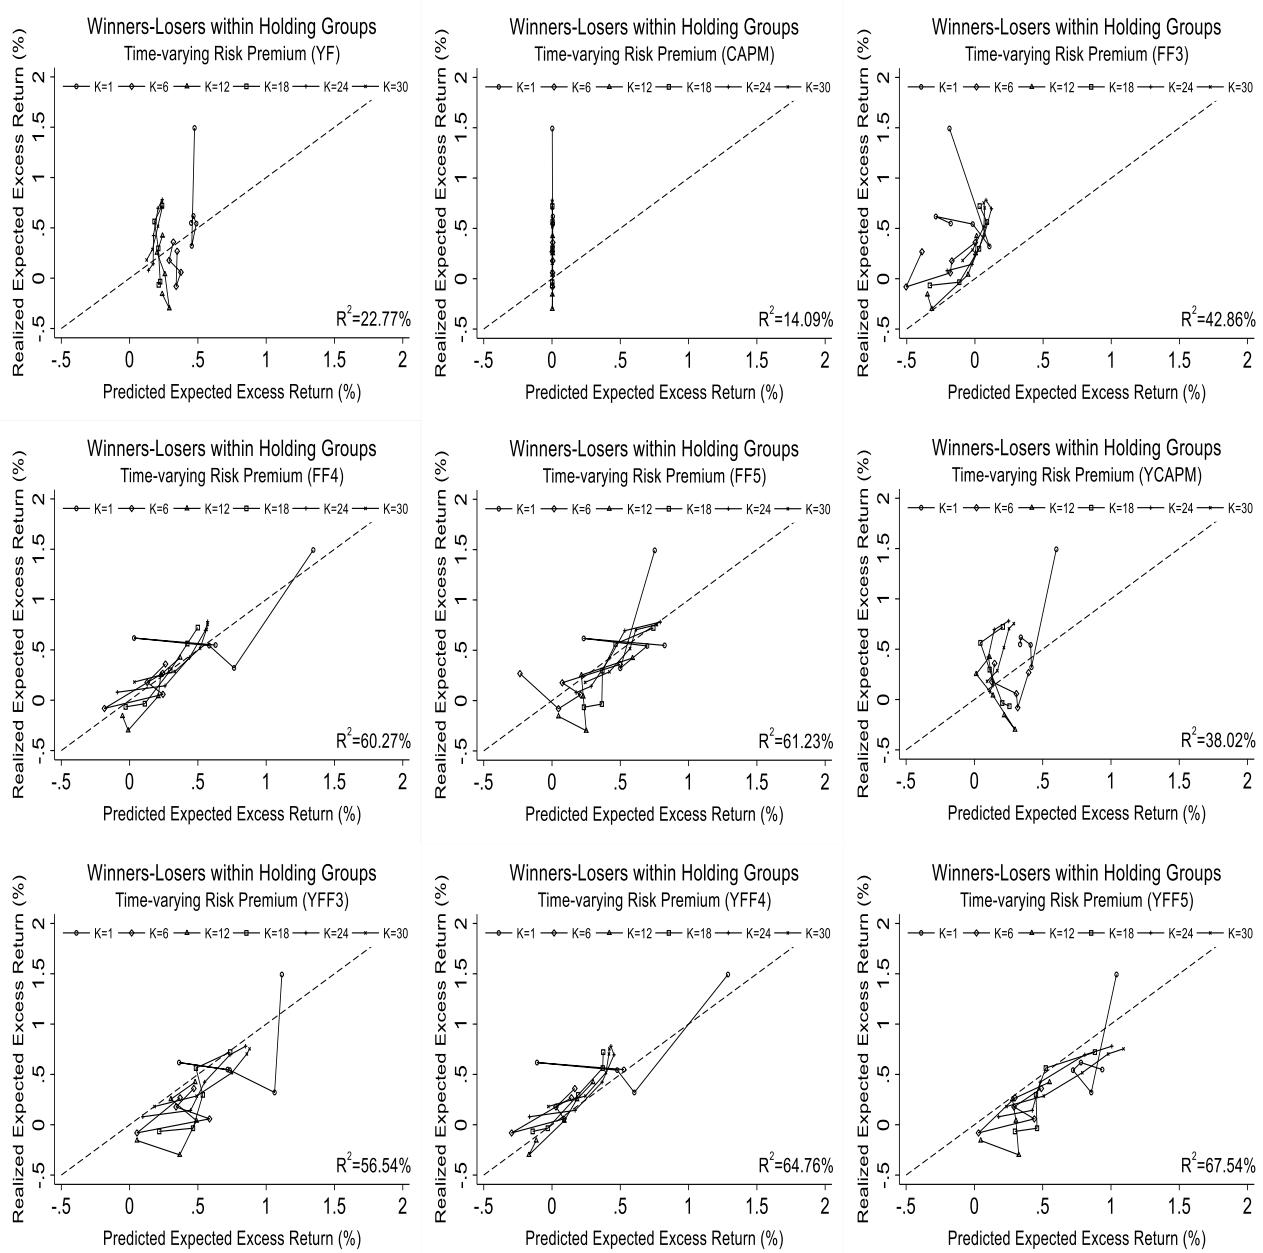 Winners-Losers within Holding Groups
Time-varying Risk Premium (YF)
K=1 K=6 K=12 K=18 K=24 K=30
Realized Expected Excess Return (%)
2
1.5
1
.5
0
-.5
R²=22.77%
-.5 0 .5 1 1.5 2
Predicted Expected Excess Return (%)
Winners-Losers within Holding Groups
Time-varying Risk Premium (CAPM)
K=1 K=6 K=12 K=18 K=24 K=30
Realized Expected Excess Return (%)
2
1.5
1
.5
0
-.5
R²=14.09%
-.5 0 .5 1 1.5 2
Predicted Expected Excess Return (%)
Winners-Losers within Holding Groups
Time-varying Risk Premium (FF3)
K=1 K=6 K=12 K=18 K=24 K=30
Realized Expected Excess Return (%)
2
1.5
1
.5
0
-.5
R²=42.86%
-.5 0 .5 1 1.5 2
Predicted Expected Excess Return (%)
Winners-Losers within Holding Groups
Time-varying Risk Premium (FF4)
K=1 K=6 K=12 K=18 K=24 K=30
Realized Expected Excess Return (%)
2
1.5
1
.5
0
-.5
R²=60.27%
-.5 0 .5 1 1.5 2
Predicted Expected Excess Return (%)
Winners-Losers within Holding Groups
Time-varying Risk Premium (FF5)
K=1 K=6 K=12 K=18 K=24 K=30
Realized Expected Excess Return (%)
2
1.5
1
.5
0
-.5
R²=61.23%
-.5 0 .5 1 1.5 2
Predicted Expected Excess Return (%)
Winners-Losers within Holding Groups
Time-varying Risk Premium (YCAPM)
K=1 K=6 K=12 K=18 K=24 K=30
Realized Expected Excess Return (%)
2
1.5
1
.5
0
-.5
R²=38.02%
-.5 0 .5 1 1.5 2
Predicted Expected Excess Return (%)
Winners-Losers within Holding Groups
Time-varying Risk Premium (YFF3)
K=1 K=6 K=12 K=18 K=24 K=30
Realized Expected Excess Return (%)
2
1.5
1
.5
0
-.5
R²=56.54%
-.5 0 .5 1 1.5 2
Predicted Expected Excess Return (%)
Winners-Losers within Holding Groups
Time-varying Risk Premium (YFF4)
K=1 K=6 K=12 K=18 K=24 K=30
Realized Expected Excess Return (%)
2
1.5
1
.5
0
-.5
R²=64.76%
-.5 0 .5 1 1.5 2
Predicted Expected Excess Return (%)
Winners-Losers within Holding Groups
Time-varying Risk Premium (YFF5)
K=1 K=6 K=12 K=18 K=24 K=30
Realized Expected Excess Return (%)
2
1.5
1
.5
0
-.5
R²=67.54%
-.5 0 .5 1 1.5 2
Predicted Expected Excess Return (%)